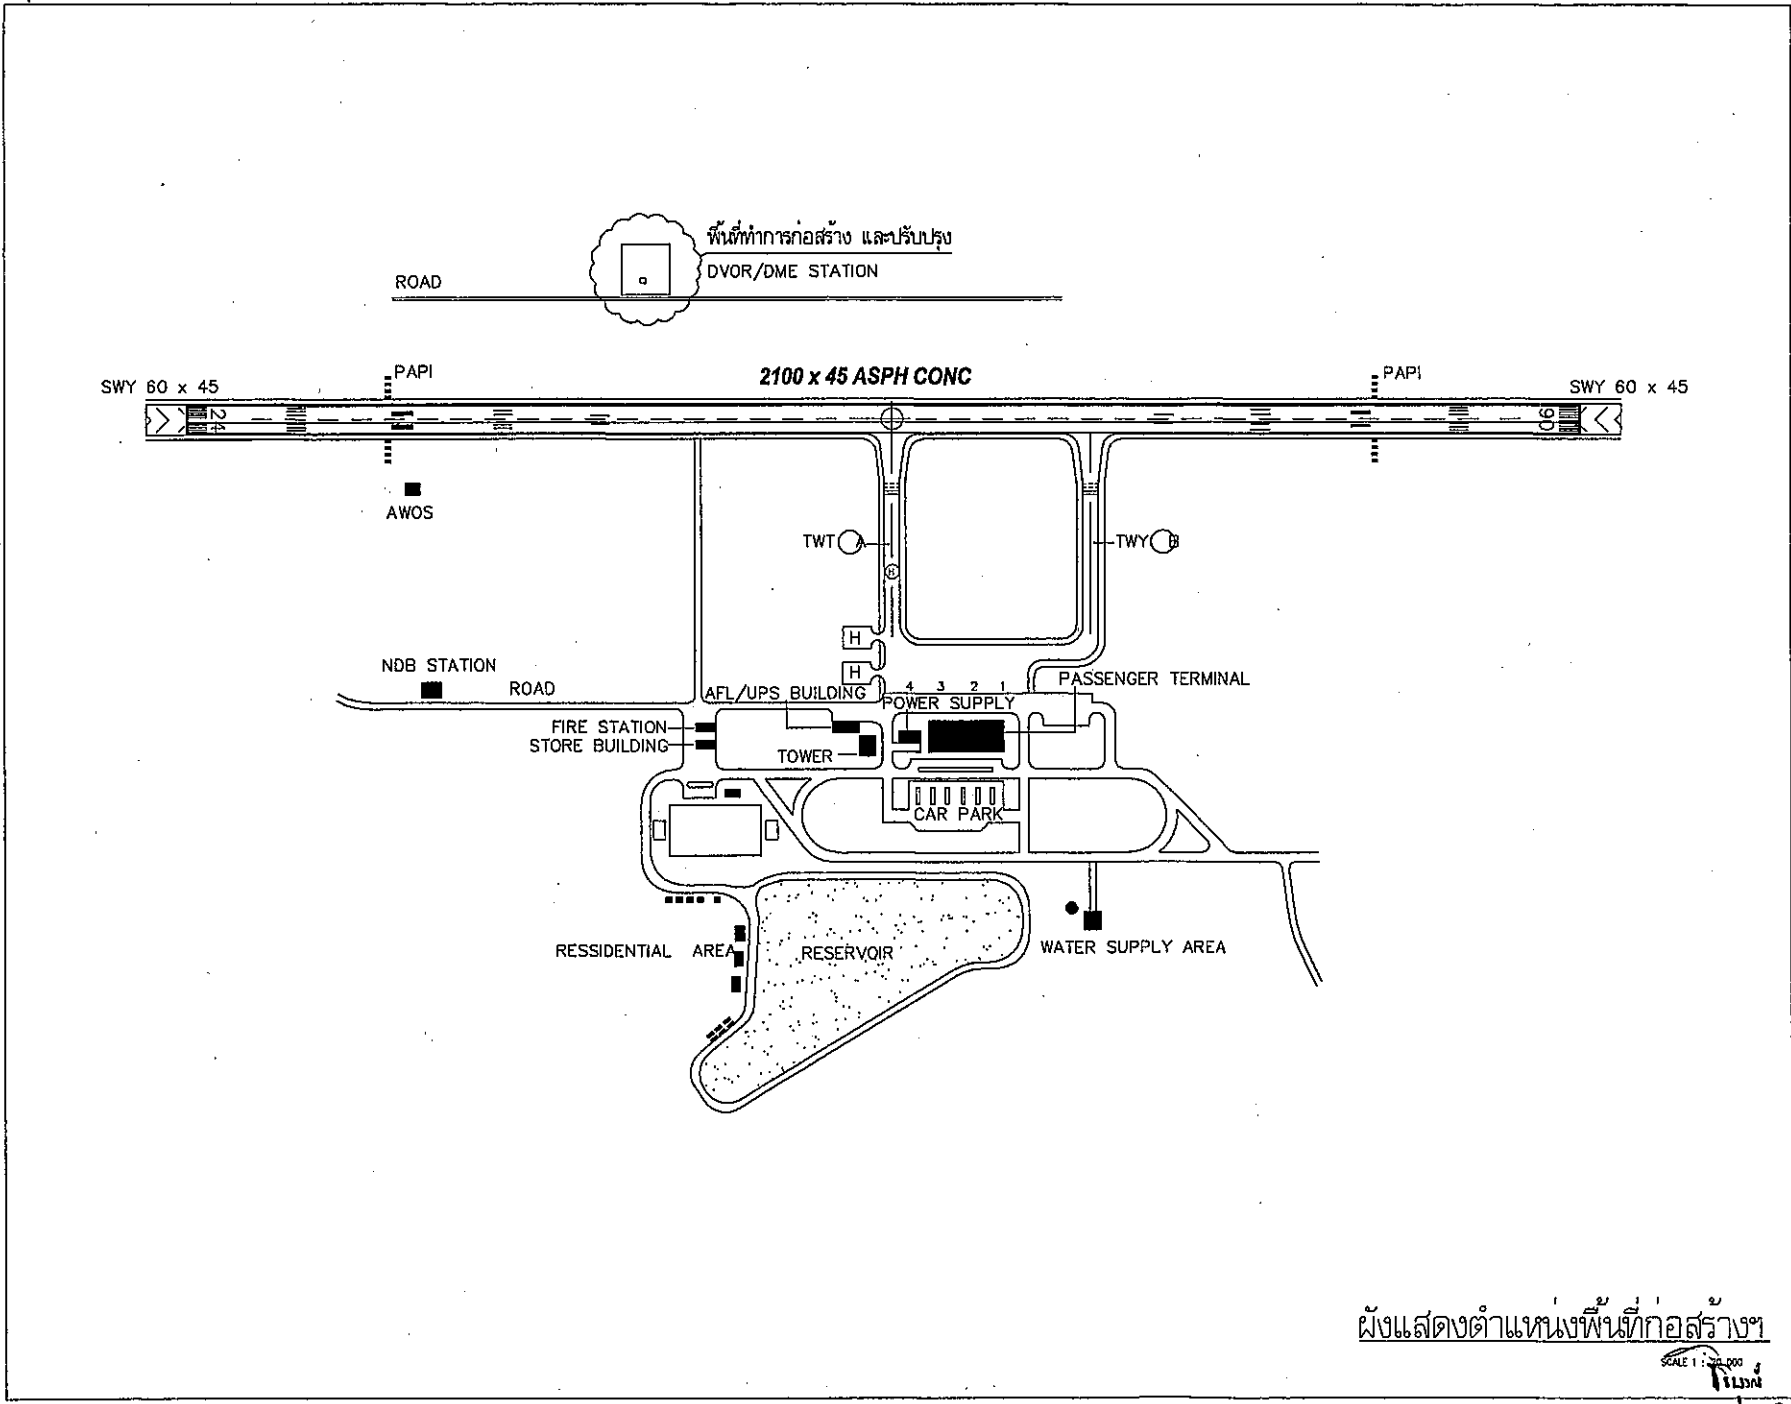 พื้นที่ทำการก่อสร้าง และปรับปรุง
DVOR/DME STATION
ROAD
PAPI
2100 x 45 ASPH CONC
PAPI
SWY 60 x 45
SWY 60 x 45
24
06
AWOS
TWT A
TWY B
H
H
H
NDB STATION
ROAD
AFL/UPS BUILDING
4 3 2 1
PASSENGER TERMINAL
POWER SUPPLY
FIRE STATION
STORE BUILDING
TOWER
CAR PARK
RESSIDENTIAL AREA
RESERVOIR
WATER SUPPLY AREA
ผังแสดงตำแหน่งพื้นที่ก่อสร้างฯ
SCALE 1 : 20,000